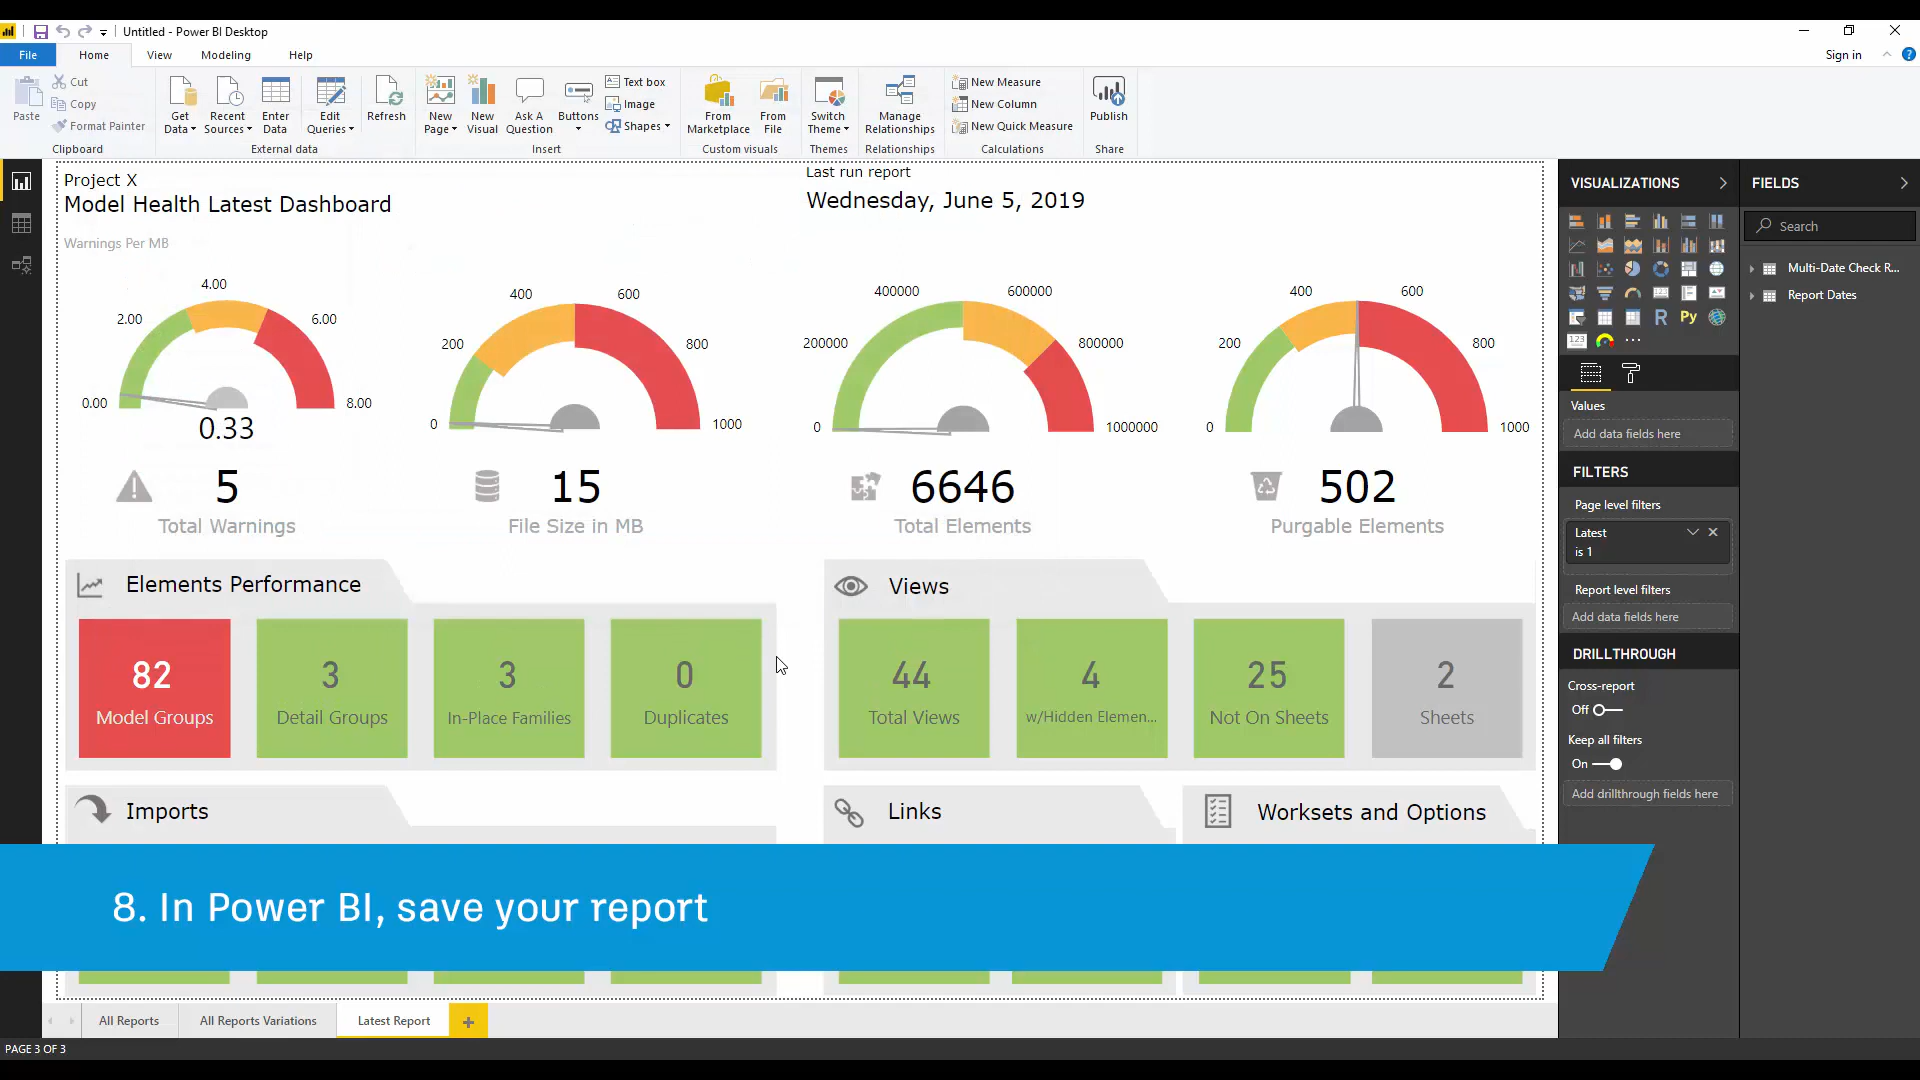 Untitled - Power BI Desktop
File Home View Modeling Help Sign in
Paste
Cut
Copy
Format Painter
Clipboard
Get Data
Recent Sources
Enter Data
Edit Queries
Refresh
External data
New Page
New Visual
Ask A Question
Buttons
Text box
Image
Shapes
Insert
From Marketplace
From File
Custom visuals
Switch Theme
Themes
Manage Relationships
Relationships
New Measure
New Column
New Quick Measure
Calculations
Publish
Share
Project X
Model Health Latest Dashboard
Last run report
Wednesday, June 5, 2019
Warnings Per MB
0.00 2.00 4.00 6.00 8.00
0.33
0 200 400 600 800 1000
0 200000 400000 600000 800000 1000000
0 200 400 600 800 1000
5
Total Warnings
15
File Size in MB
6646
Total Elements
502
Purgable Elements
Elements Performance
82
Model Groups
3
Detail Groups
3
In-Place Families
0
Duplicates
Views
44
Total Views
4
w/Hidden Elemen...
25
Not On Sheets
2
Sheets
Imports
Links
Worksets and Options
8. In Power BI, save your report
All Reports All Reports Variations Latest Report +
PAGE 3 OF 3
VISUALIZATIONS
R Py
123
Values
Add data fields here
FILTERS
Page level filters
Latest
is 1
Report level filters
Add data fields here
DRILLTHROUGH
Cross-report
Off
Keep all filters
On
Add drillthrough fields here
FIELDS
Search
Multi-Date Check R...
Report Dates